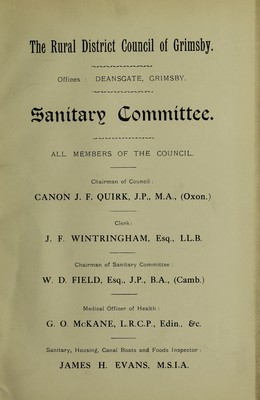 The Rural District Council of Grimsby.
Offices : DEANSGATE, GRIMSBY.
Sanitary Committee.
ALL MEMBERS OF THE COUNCIL.
Chairman of Council :
CANON J. F. QUIRK, J.P., M.A., (Oxon.)
Clerk:
J. F. WINTRINGHAM, Esq., LL.B.
Chairman of Sanitary Committee :
W. D. FIELD, Esq., J.P., B.A., (Camb.)
Medical Officer of Health :
G. O. McKANE, L.R.C.P., Edin., &c.
Sanitary, Housing, Canal Boats and Foods Inspector :
JAMES H. EVANS, M.S.I.A.